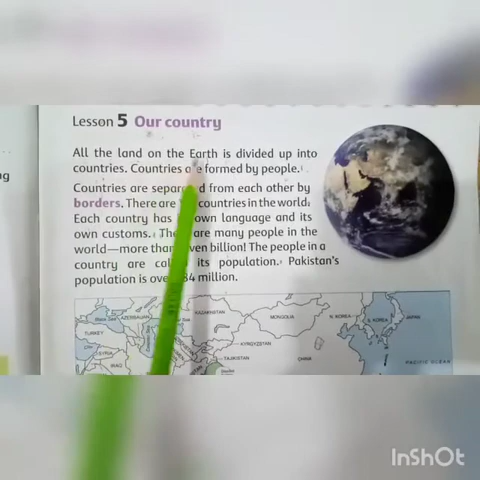 Lesson 5 Our country
All the land on the Earth is divided up into
countries. Countries are formed by people.
Countries are separated from each other by
borders. There are countries in the world.
Each country has own language and its
own customs. There are many people in the
world—more than seven billion! The people in a
country are called its population. Pakistan's
population is over 84 million.
KAZAKHSTAN
MONGOLIA
N. KOREA
S. KOREA
JAPAN
Black Sea
AZERBAIJAN
TURKEY
KYRGYZSTAN
TAJIKISTAN
CHINA
SYRIA
IRAQ
PACIFIC OCEAN
InShOt